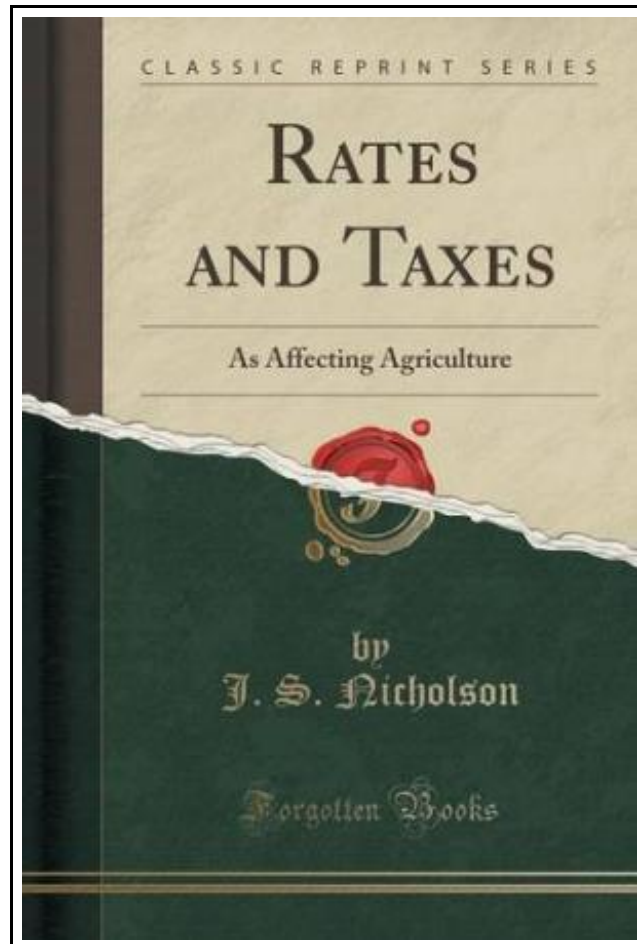 CLASSIC REPRINT SERIES
RATES
AND TAXES
As Affecting Agriculture
by
J. S. Nicholson
Forgotten Books